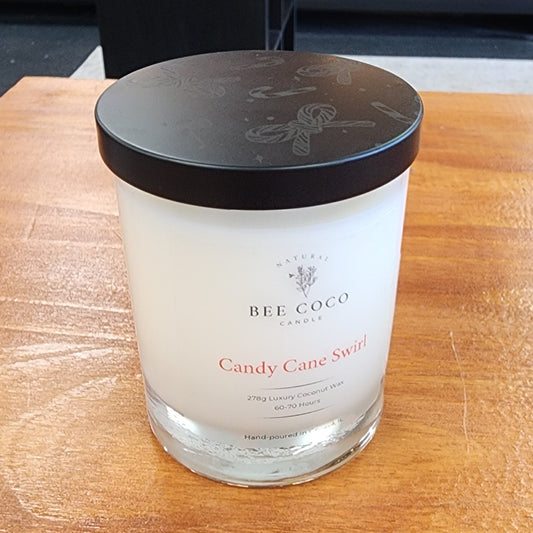 NATURAL
BEE COCO
CANDLE
Candy Cane Swirl
278g Luxury Coconut Wax
60-70 Hours
Hand-poured in